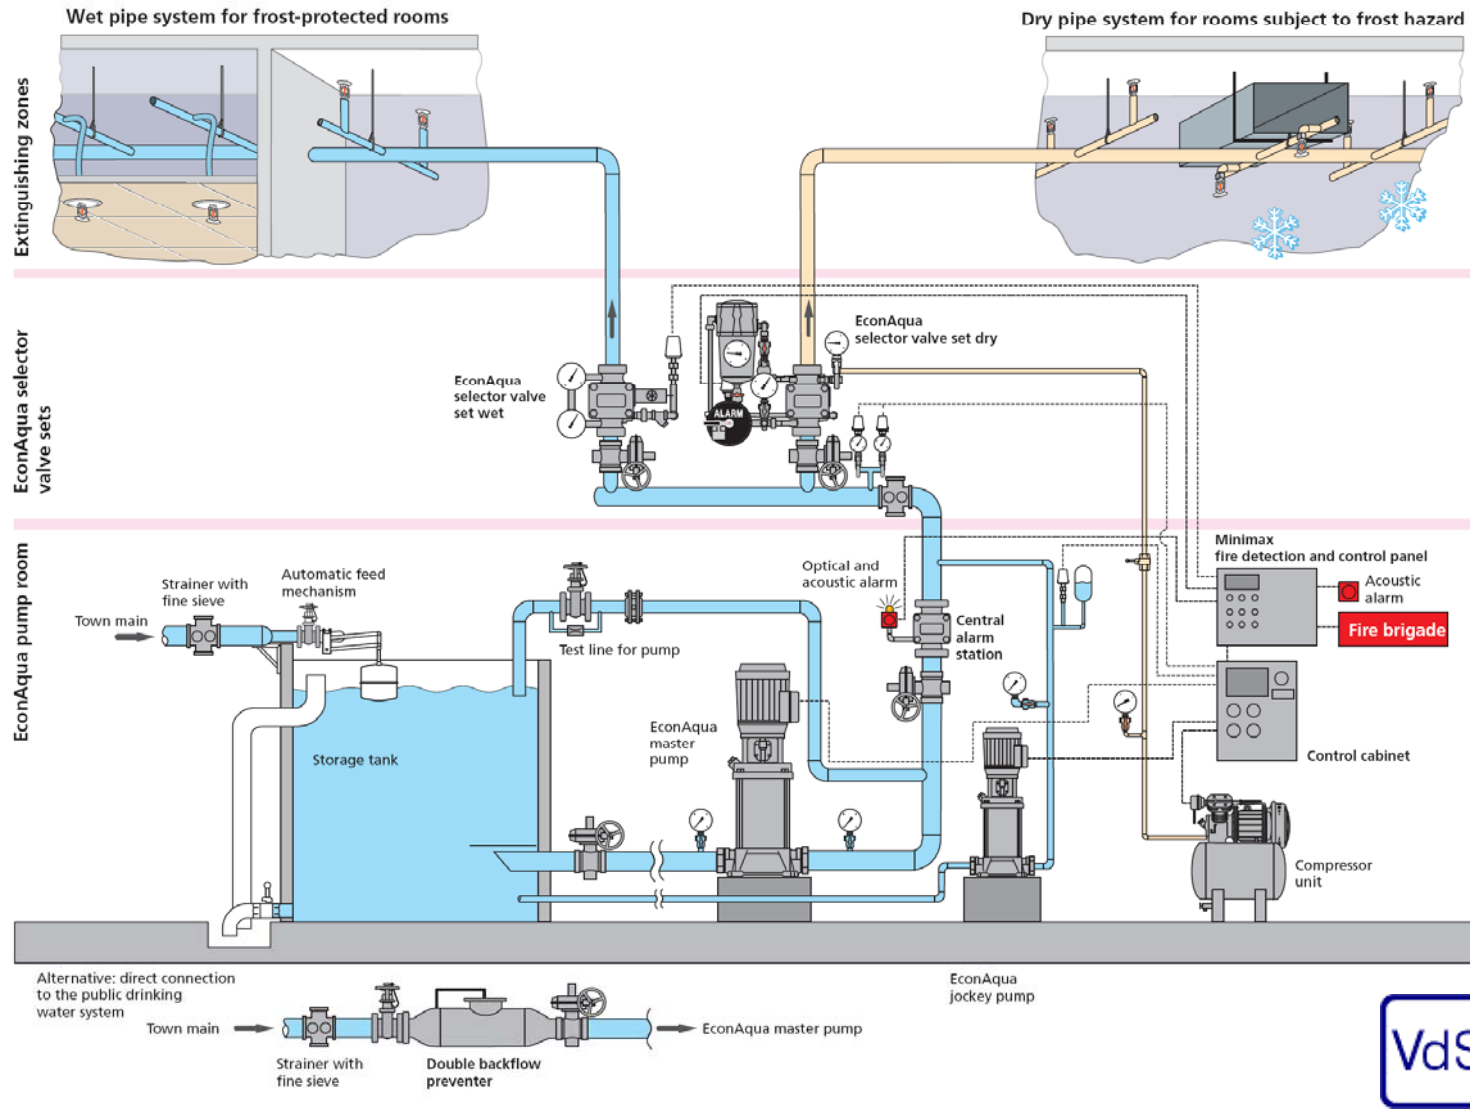 Wet pipe system for frost-protected rooms
Dry pipe system for rooms subject to frost hazard
Extinguishing zones
EconAqua
selector valve set dry
EconAqua
selector valve
set wet
ALARM
EconAqua selector
valve sets
Minimax
fire detection and control panel
Acoustic
alarm
Fire brigade
Optical and
acoustic alarm
Central
alarm
station
Automatic feed
mechanism
Strainer with
fine sieve
Town main
Test line for pump
EconAqua pump room
EconAqua
master
pump
Storage tank
Control cabinet
Compressor
unit
Alternative: direct connection
to the public drinking
water system
EconAqua
jockey pump
Town main
EconAqua master pump
Strainer with
fine sieve
Double backflow
preventer
VdS